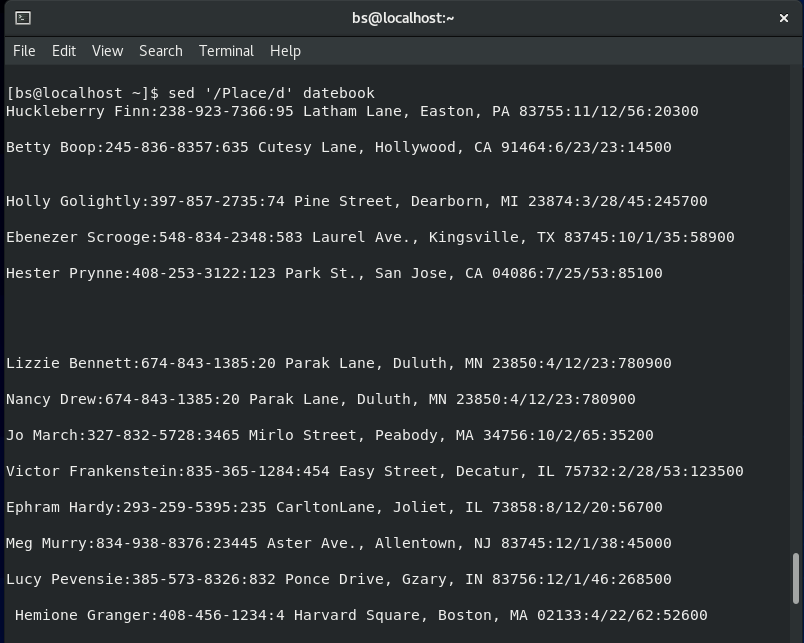 bs@localhost:~
File Edit View Search Terminal Help
[bs@localhost ~]$ sed '/Place/d' datebook
Huckleberry Finn:238-923-7366:95 Latham Lane, Easton, PA 83755:11/12/56:20300
Betty Boop:245-836-8357:635 Cutesy Lane, Hollywood, CA 91464:6/23/23:14500
Holly Golightly:397-857-2735:74 Pine Street, Dearborn, MI 23874:3/28/45:245700
Ebenezer Scrooge:548-834-2348:583 Laurel Ave., Kingsville, TX 83745:10/1/35:58900
Hester Prynne:408-253-3122:123 Park St., San Jose, CA 04086:7/25/53:85100
Lizzie Bennett:674-843-1385:20 Parak Lane, Duluth, MN 23850:4/12/23:780900
Nancy Drew:674-843-1385:20 Parak Lane, Duluth, MN 23850:4/12/23:780900
Jo March:327-832-5728:3465 Mirlo Street, Peabody, MA 34756:10/2/65:35200
Victor Frankenstein:835-365-1284:454 Easy Street, Decatur, IL 75732:2/28/53:123500
Ephram Hardy:293-259-5395:235 CarltonLane, Joliet, IL 73858:8/12/20:56700
Meg Murry:834-938-8376:23445 Aster Ave., Allentown, NJ 83745:12/1/38:45000
Lucy Pevensie:385-573-8326:832 Ponce Drive, Gzary, IN 83756:12/1/46:268500
Hemione Granger:408-456-1234:4 Harvard Square, Boston, MA 02133:4/22/62:52600